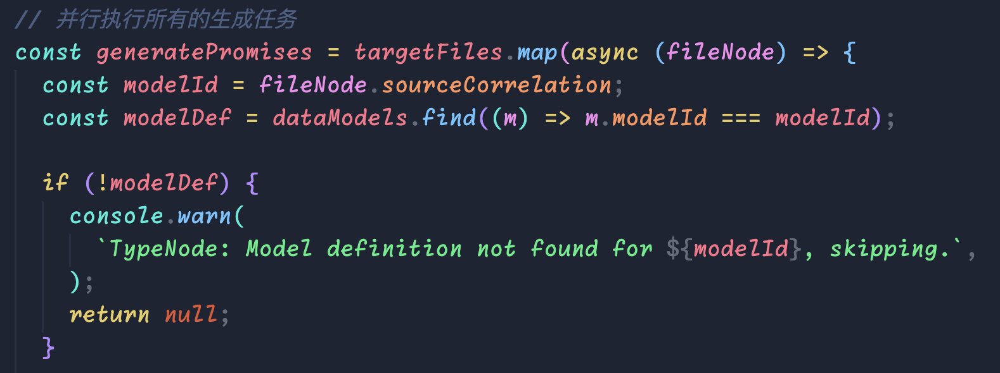 // 并行执行所有的生成任务
const generatePromises = targetFiles.map(async (fileNode) => {
  const modelId = fileNode.sourceCorrelation;
  const modelDef = dataModels.find((m) => m.modelId === modelId);

  if (!modelDef) {
    console.warn(
      `TypeNode: Model definition not found for ${modelId}, skipping.`,
    );
    return null;
  }